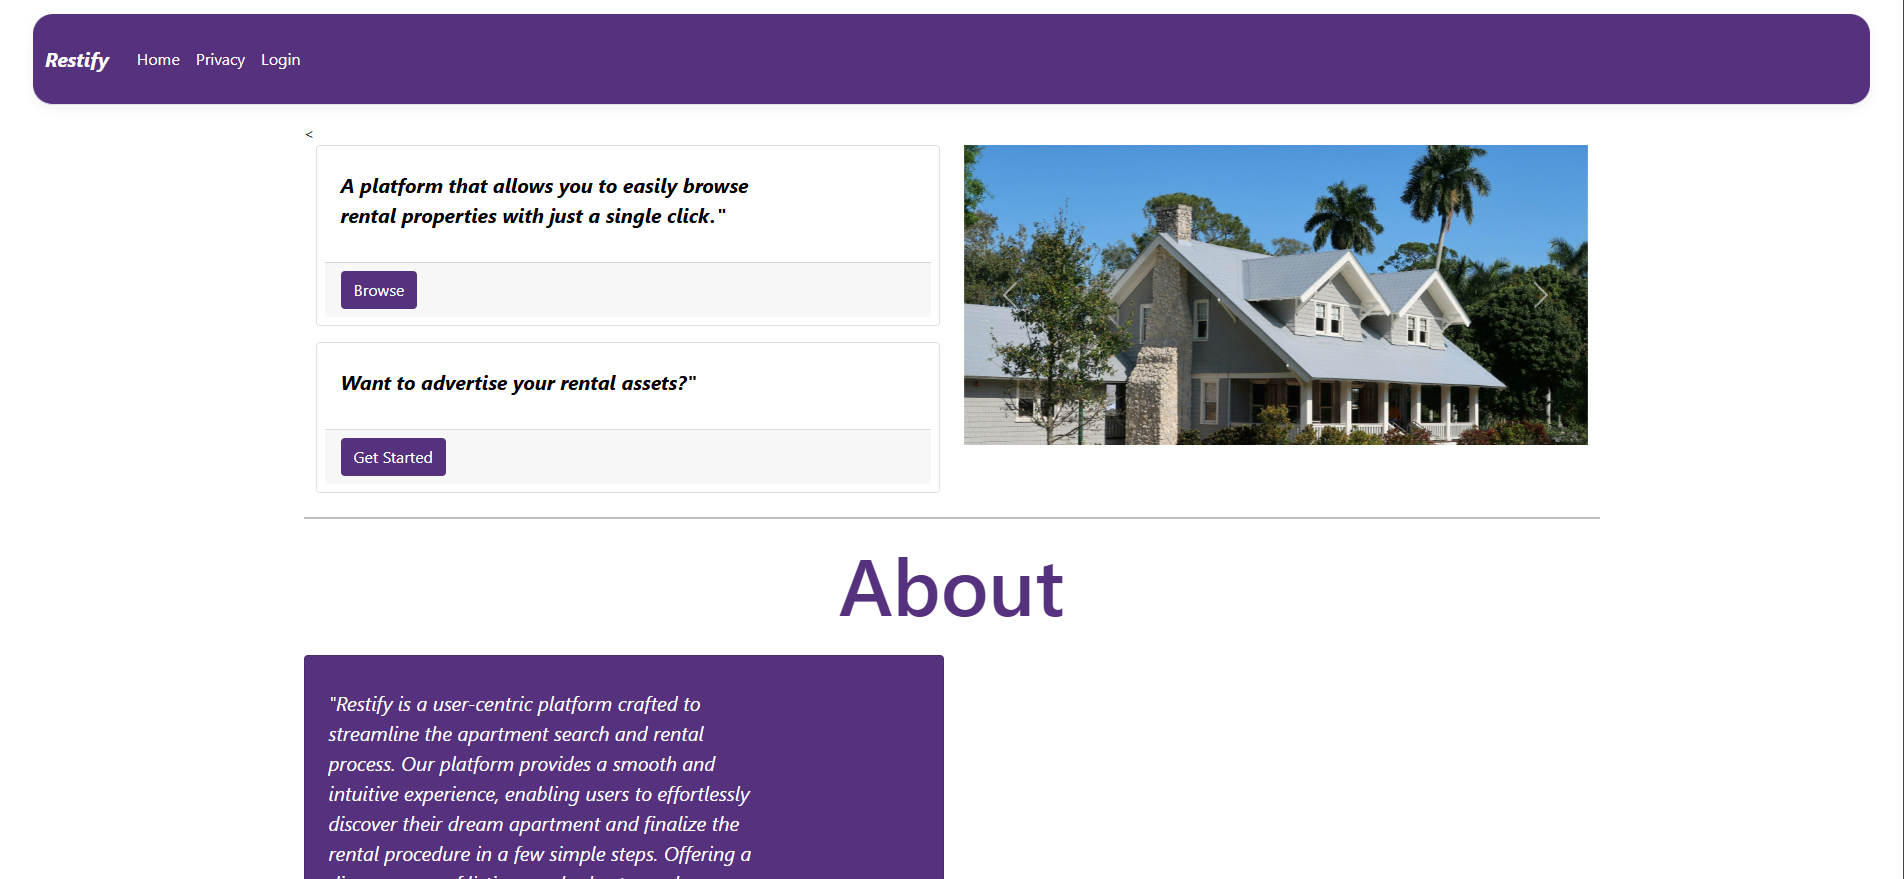 Restify Home Privacy Login
<
A platform that allows you to easily browse
rental properties with just a single click."
Browse
Want to advertise your rental assets?"
Get Started
About
"Restify is a user-centric platform crafted to
streamline the apartment search and rental
process. Our platform provides a smooth and
intuitive experience, enabling users to effortlessly
discover their dream apartment and finalize the
rental procedure in a few simple steps. Offering a